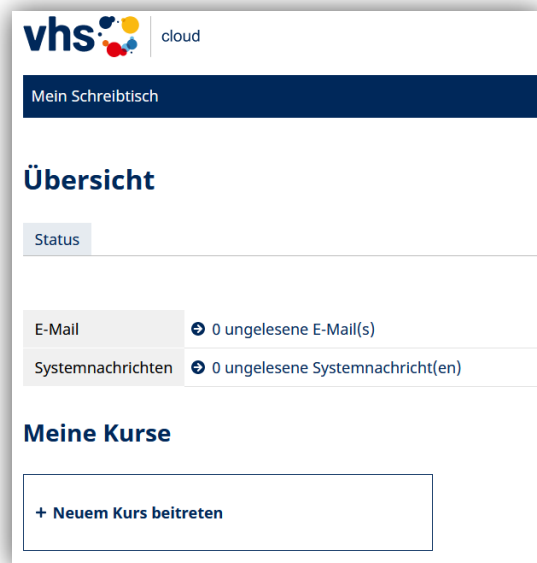 vhs cloud
Mein Schreibtisch
Übersicht
Status
E-Mail 0 ungelesene E-Mail(s)
Systemnachrichten 0 ungelesene Systemnachricht(en)
Meine Kurse
+ Neuem Kurs beitreten